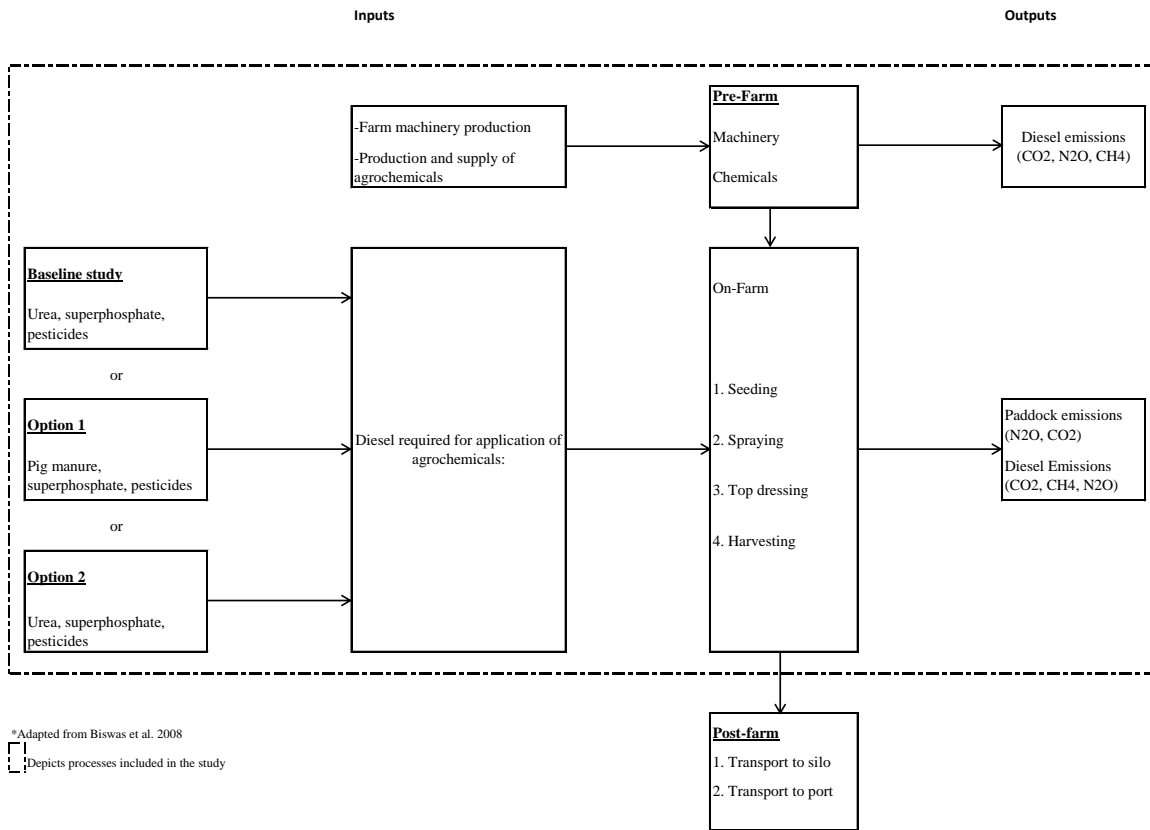 Inputs
Outputs
-Farm machinery production
-Production and supply of
agrochemicals
Pre-Farm
Machinery
Chemicals
Diesel emissions
(CO2, N2O, CH4)
Baseline study
Urea, superphosphate,
pesticides
or
Option 1
Pig manure,
superphosphate, pesticides
or
Option 2
Urea, superphosphate,
pesticides
Diesel required for application of
agrochemicals:
On-Farm
1. Seeding
2. Spraying
3. Top dressing
4. Harvesting
Paddock emissions
(N2O, CO2)
Diesel Emissions
(CO2, CH4, N2O)
Post-farm
1. Transport to silo
2. Transport to port
*Adapted from Biswas et al. 2008
Depicts processes included in the study